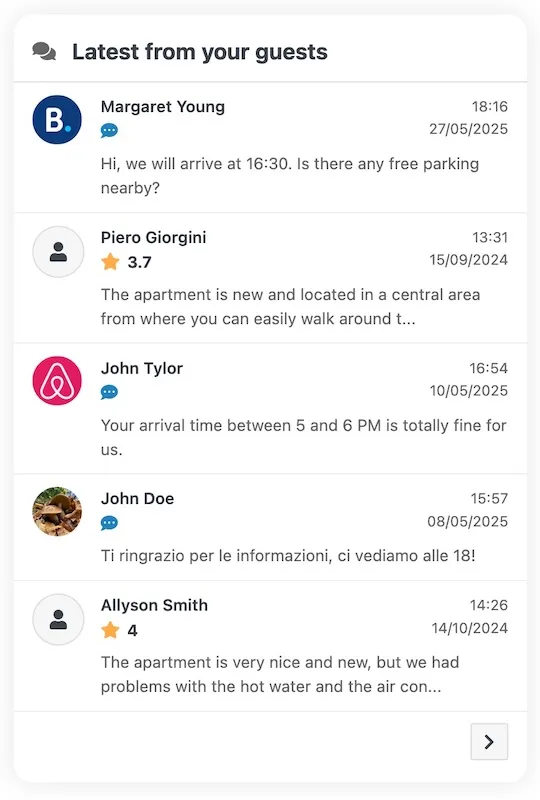 Latest from your guests
B.
Margaret Young
18:16
27/05/2025
Hi, we will arrive at 16:30. Is there any free parking
nearby?
Piero Giorgini
13:31
3.7
15/09/2024
The apartment is new and located in a central area
from where you can easily walk around t...
John Tylor
16:54
10/05/2025
Your arrival time between 5 and 6 PM is totally fine for
us.
John Doe
15:57
08/05/2025
Ti ringrazio per le informazioni, ci vediamo alle 18!
Allyson Smith
14:26
4
14/10/2024
The apartment is very nice and new, but we had
problems with the hot water and the air con...